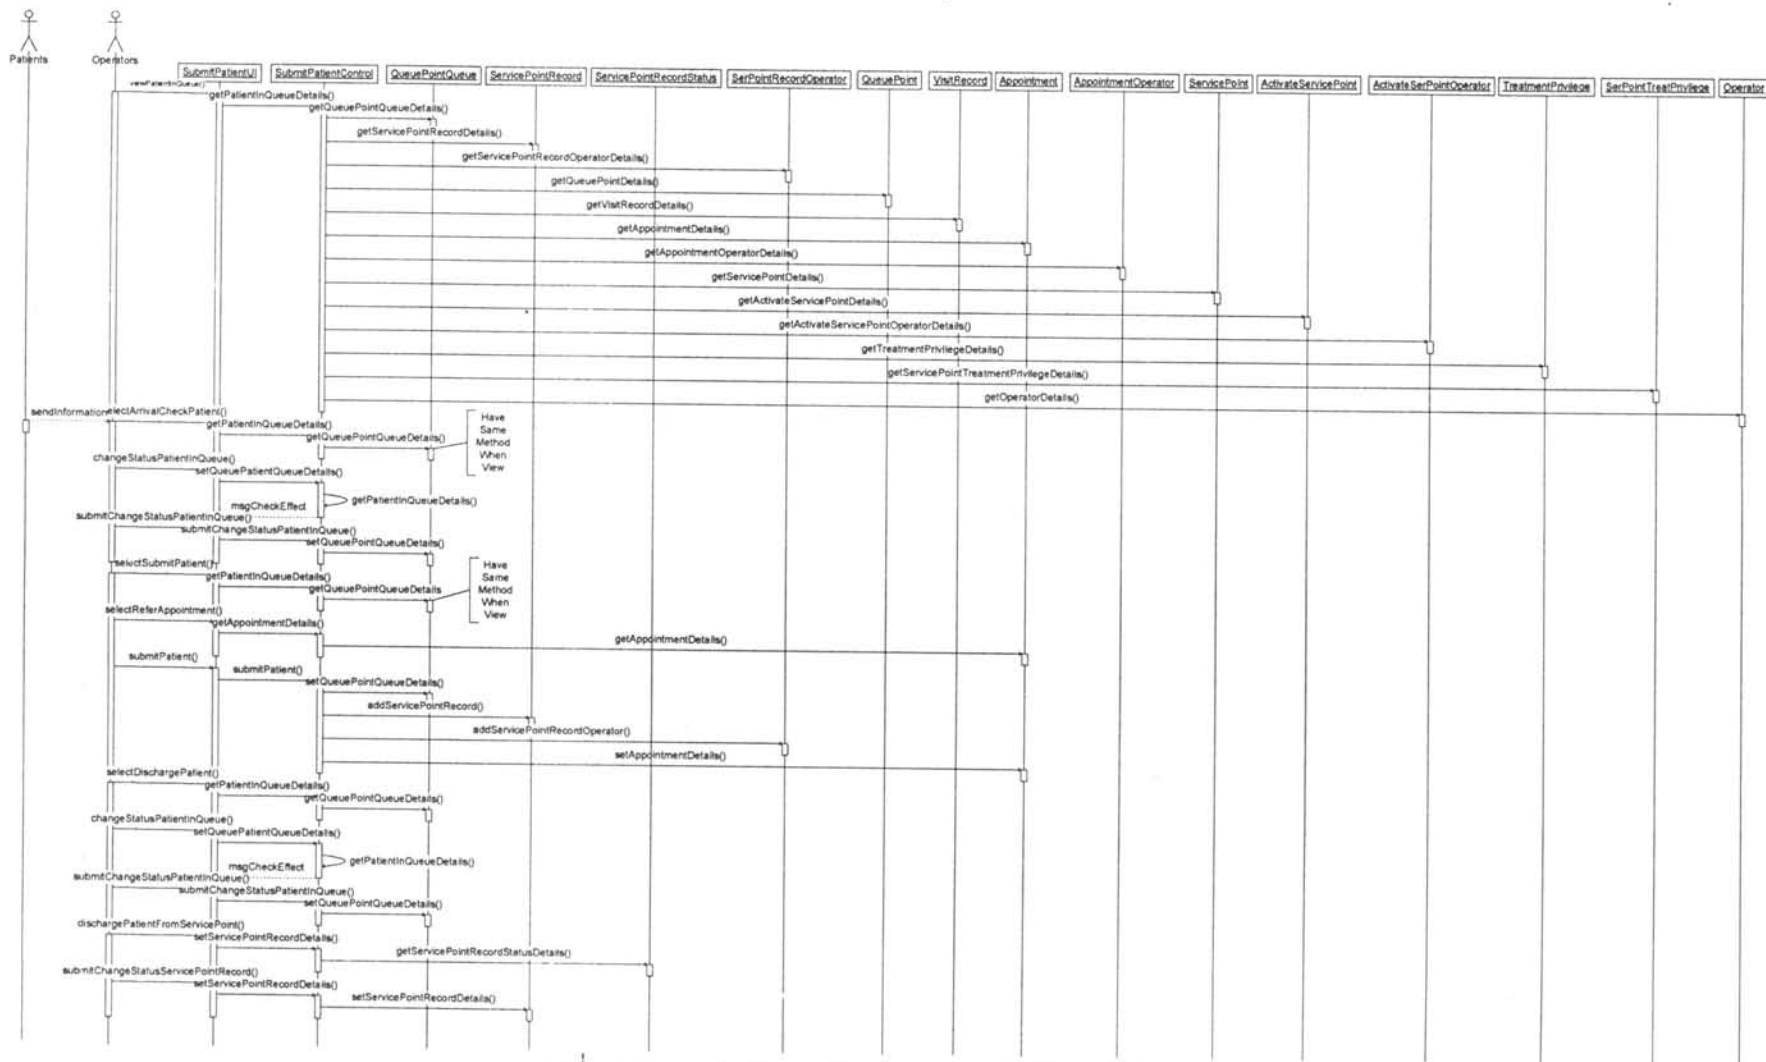 Patients
Operators
SubmitPatientUI
SubmitPatientControl
QueuePointQueue
ServicePointRecord
ServicePointRecordStatus
SerPointRecordOperator
QueuePoint
VisitRecord
Appointment
AppointmentOperator
ServicePoint
ActivateServicePoint
ActivateSerPointOperator
TreatmentPrivilege
SerPointTreatPrivilege
Operator
viewPatientInQueue()
getPatientInQueueDetails()
getQueuePointQueueDetails()
getServicePointRecordDetails()
getServicePointRecordOperatorDetails()
getQueuePointDetails()
getVisitRecordDetails()
getAppointmentDetails()
getAppointmentOperatorDetails()
getServicePointDetails()
getActivateServicePointDetails()
getActivateServicePointOperatorDetails()
getTreatmentPrivilegeDetails()
getServicePointTreatmentPrivilegeDetails()
getOperatorDetails()
sendInformation
electArrivalCheckPatient()
getPatientInQueueDetails()
getQueuePointQueueDetails()
Have
Same
Method
When
View
changeStatusPatientInQueue()
setQueuePatientQueueDetails()
getPatientInQueueDetails()
msgCheckEffect
submitChangeStatusPatientInQueue()
submitChangeStatusPatientInQueue()
setQueuePointQueueDetails()
selectSubmitPatient()
getPatientInQueueDetails()
getQueuePointQueueDetails
Have
Same
Method
When
View
selectReferAppointment()
getAppointmentDetails()
getAppointmentDetails()
submitPatient()
submitPatient()
setQueuePointQueueDetails()
addServicePointRecord()
addServicePointRecordOperator()
setAppointmentDetails()
selectDischargePatient()
getPatientInQueueDetails()
getQueuePointQueueDetails()
changeStatusPatientInQueue()
setQueuePatientQueueDetails()
getPatientInQueueDetails()
msgCheckEffect
submitChangeStatusPatientInQueue()
submitChangeStatusPatientInQueue()
setQueuePointQueueDetails()
dischargePatientFromServicePoint()
setServicePointRecordDetails()
getServicePointRecordStatusDetails()
submitChangeStatusServicePointRecord()
setServicePointRecordDetails()
setServicePointRecordDetails()